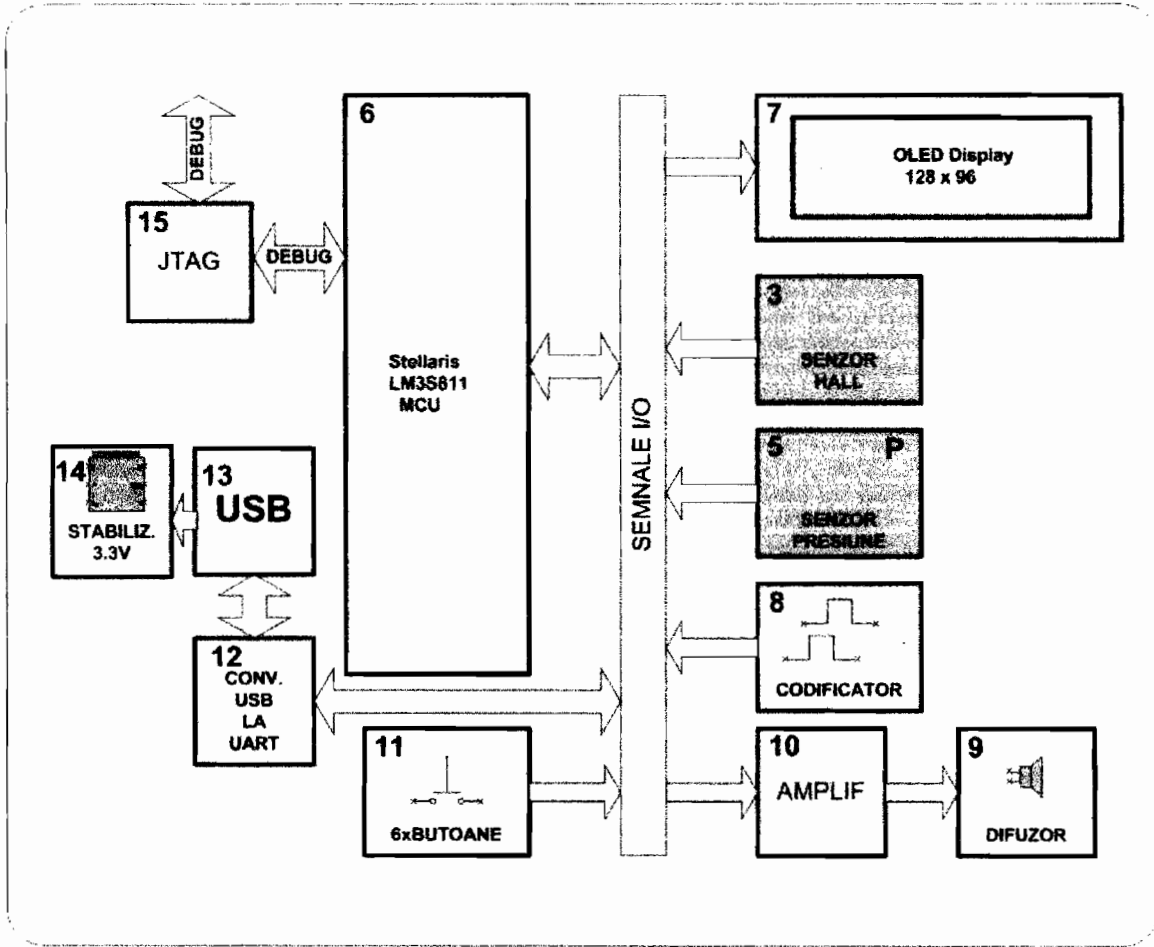 DEBUG
15
JTAG
DEBUG
6
Stellaris
LM3S811
MCU
14
STABILIZ.
3.3V
13
USB
12
CONV.
USB
LA
UART
11
6xBUTOANE
SEMNALE I/O
7
OLED Display
128 x 96
3
SENZOR
HALL
5 P
SENZOR
PRESIUNE
8
CODIFICATOR
10
AMPLIF
9
DIFUZOR